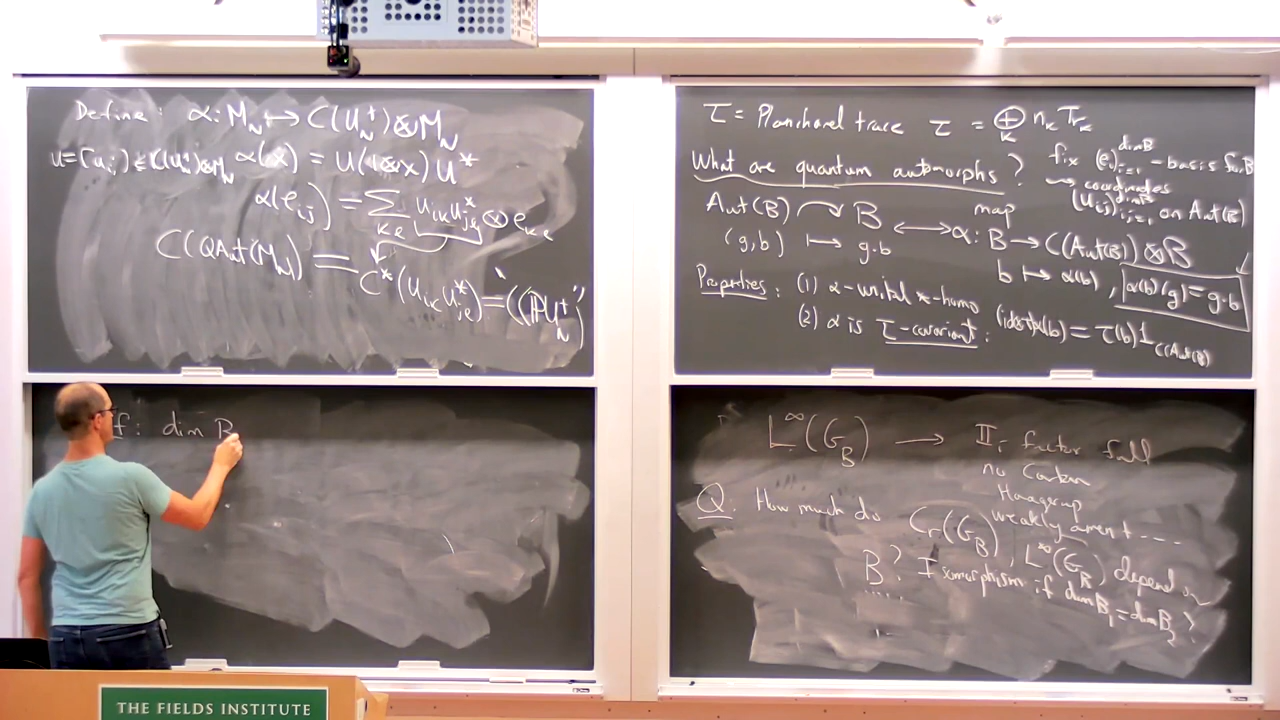 Define: α: M_N ↦ C(U_N^+)⊗M_N
u=[u_ij] ∈ C(U_N^+)⊗M_N α(x) = U(1⊗x)U*
α(e_ij) = Σ_kl u_ik u_jl^* ⊗ e_kl
C(QAut(M_N)) =
C*(u_ik u_jl^*) = C(PU_N^+)
f: dim B
τ = Plancherel trace τ = ⊕_k n_k Tr_k
What are quantum automorphs? fix (e_i)_{i=1}^{dim B} - basis for B
→ coordinates
(u_ij)_{i,j=1}^{dim B} on Aut(B)
Aut(B) ↷ B ⟷ map α: B → C(Aut(B))⊗B
(g,b) ↦ g·b
b ↦ α(b), α(b)(g) = g·b
Properties: (1) α - unital *-homo
(2) α is τ-covariant: (id⊗τ)α(b) = τ(b)1_{C(Aut(B))}
L^∞(G_B) → II_1 factor full
no Cartan
Haagerup
weakly ament ....
Q: How much do C_r(G_B), L^∞(G_B) depend on
B? Isomorphism if dim B_1 = dim B_2?
THE FIELDS INSTITUTE